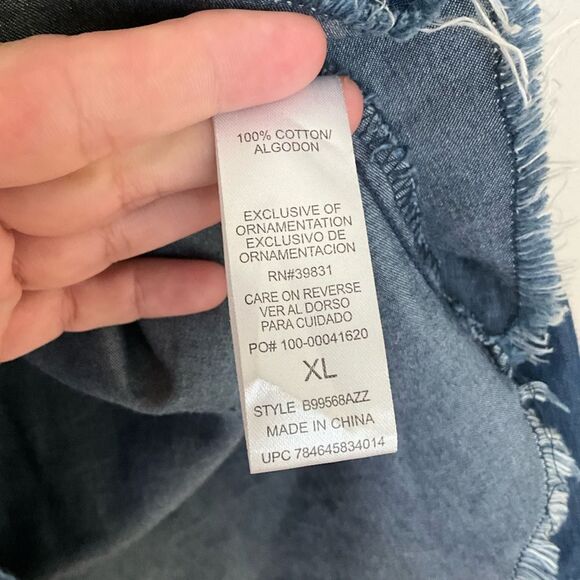 100% COTTON/
ALGODON
EXCLUSIVE OF
ORNAMENTATION
EXCLUSIVO DE
ORNAMENTACION
RN#39831
CARE ON REVERSE
VER AL DORSO
PARA CUIDADO
PO# 100-00041620
XL
STYLE B99568AZZ
MADE IN CHINA
UPC 784645834014